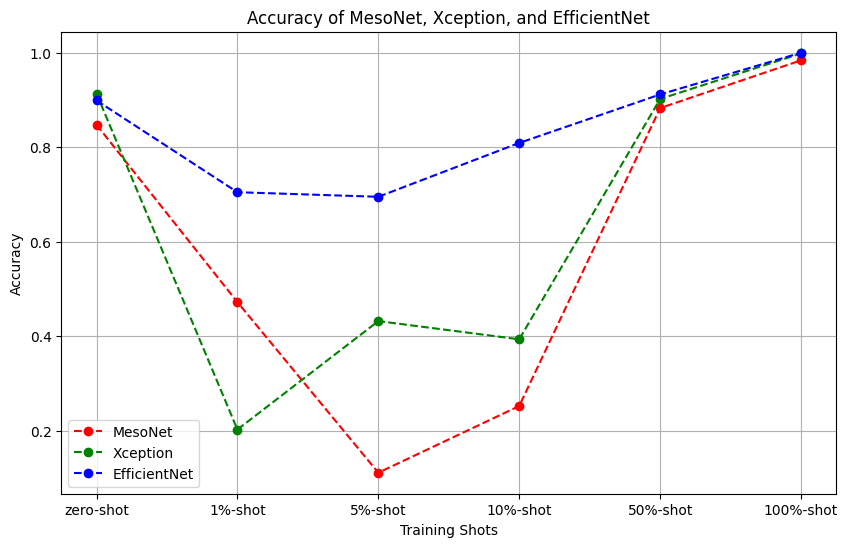 Accuracy of MesoNet, Xception, and EfficientNet
Accuracy
1.0
0.8
0.6
0.4
0.2
MesoNet
Xception
EfficientNet
zero-shot 1%-shot 5%-shot 10%-shot 50%-shot 100%-shot
Training Shots